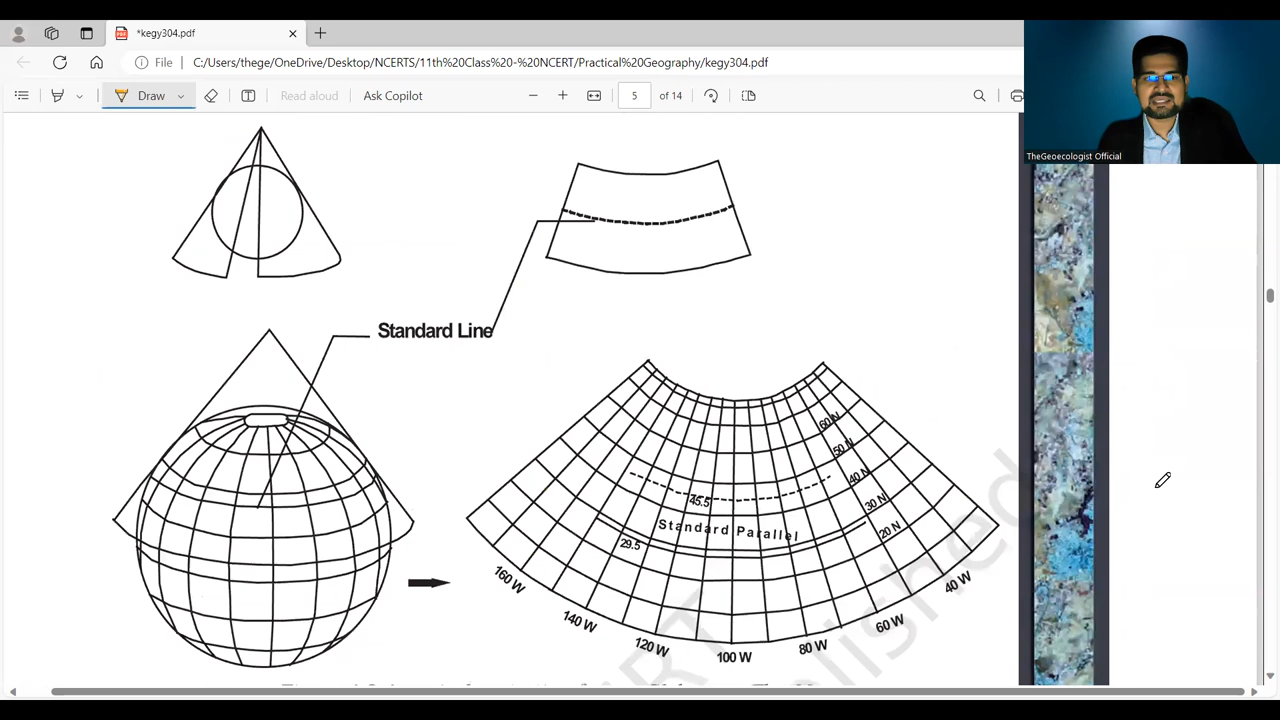 *kegy304.pdf
File C:/Users/thege/OneDrive/Desktop/NCERTS/11th%20Class%20-%20NCERT/Practical%20Geography/kegy304.pdf
Draw
Read aloud
Ask Copilot
5 of 14
TheGeoecologist Official
Standard Line
60 N
50 N
40 N
45.5
30 N
Standard Parallel
20 N
29.5
160 W
140 W
120 W
100 W
80 W
60 W
40 W